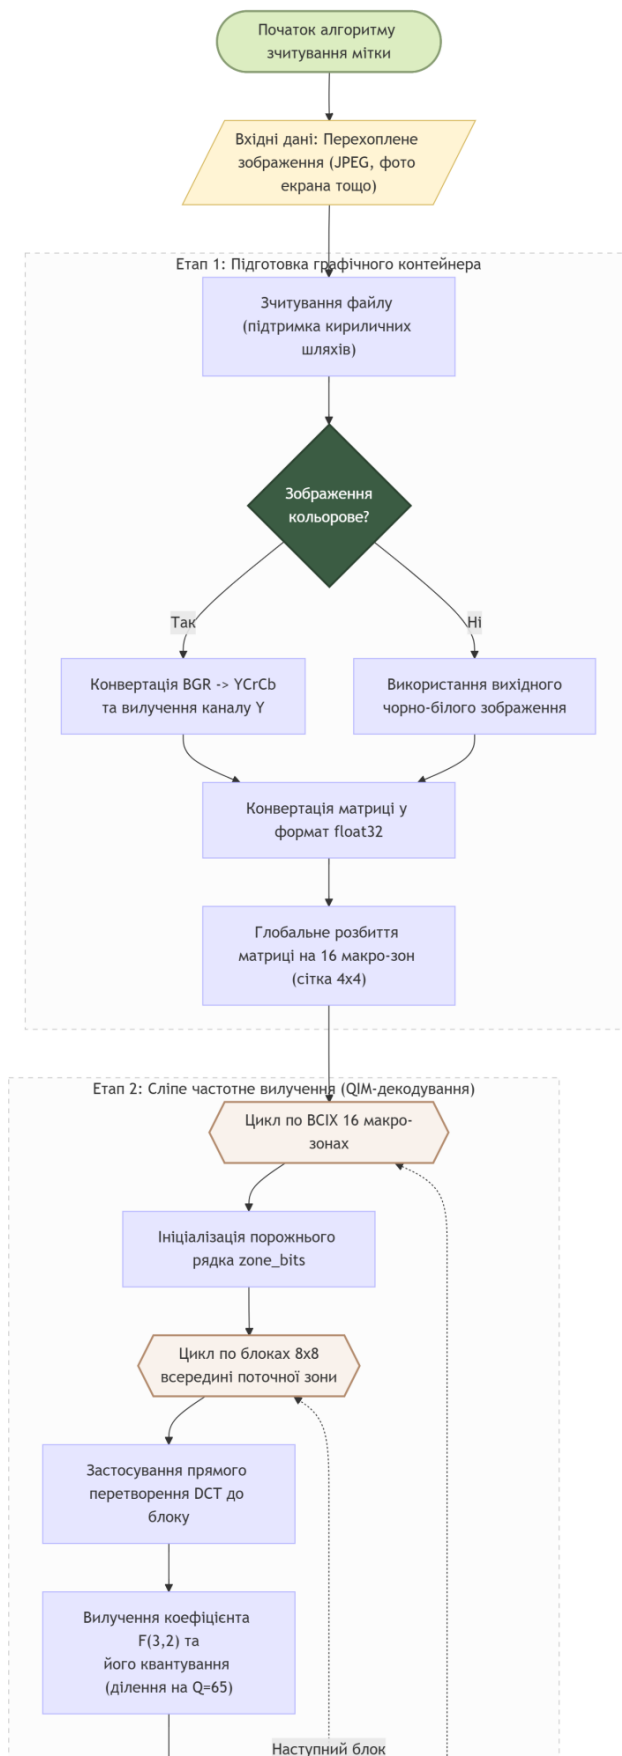 Початок алгоритму
зчитування мітки
Вхідні дані: Перехоплене
зображення (JPEG, фото
екрана тощо)
Етап 1: Підготовка графічного контейнера
Зчитування файлу
(підтримка кириличних
шляхів)
Зображення
кольорове?
Так
Ні
Конвертація BGR -> YCrCb
та вилучення каналу Y
Використання вихідного
чорно-білого зображення
Конвертація матриці у
формат float32
Глобальне розбиття
матриці на 16 макро-зон
(сітка 4x4)
Етап 2: Сліпе частотне вилучення (QIM-декодування)
Цикл по ВСІХ 16 макро-
зонах
Ініціалізація порожнього
рядка zone_bits
Цикл по блоках 8x8
всередині поточної зони
Застосування прямого
перетворення DCT до
блоку
Вилучення коефіцієнта
F(3,2) та
його квантування
(ділення на Q=65)
Наступний блок